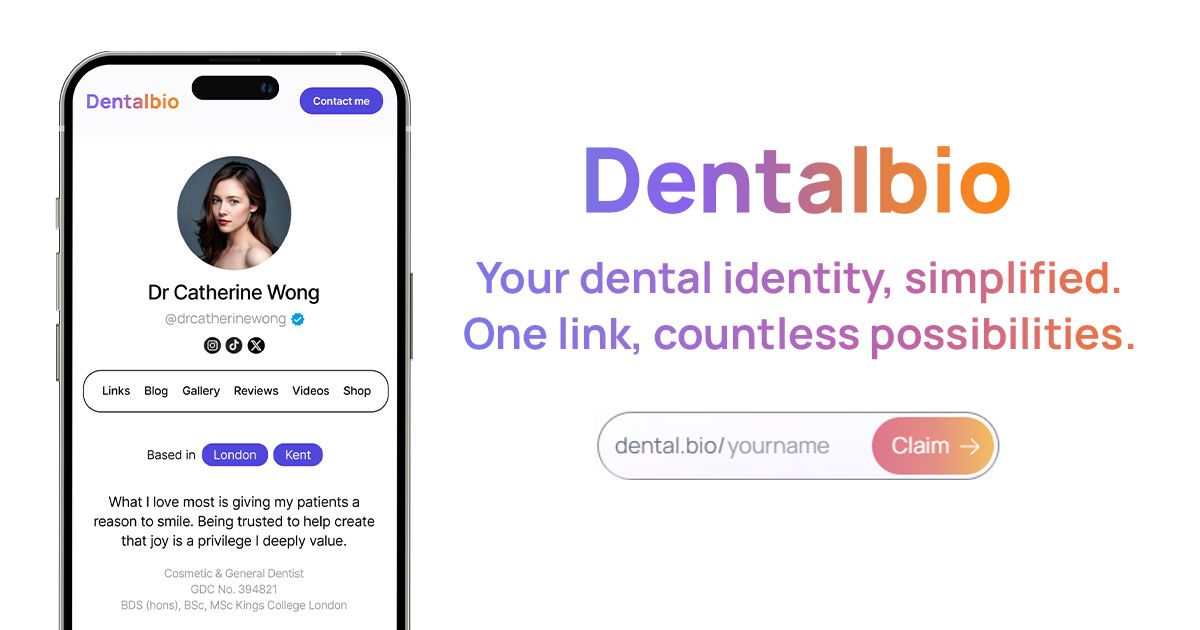 Dentalbio
Contact me
Dr Catherine Wong
@drcatherinewong
Links Blog Gallery Reviews Videos Shop
Based in London Kent
What I love most is giving my patients a
reason to smile. Being trusted to help create
that joy is a privilege I deeply value.
Cosmetic & General Dentist
GDC No. 394821
BDS (hons), BSc, MSc Kings College London
Dentalbio
Your dental identity, simplified.
One link, countless possibilities.
dental.bio/yourname
Claim →